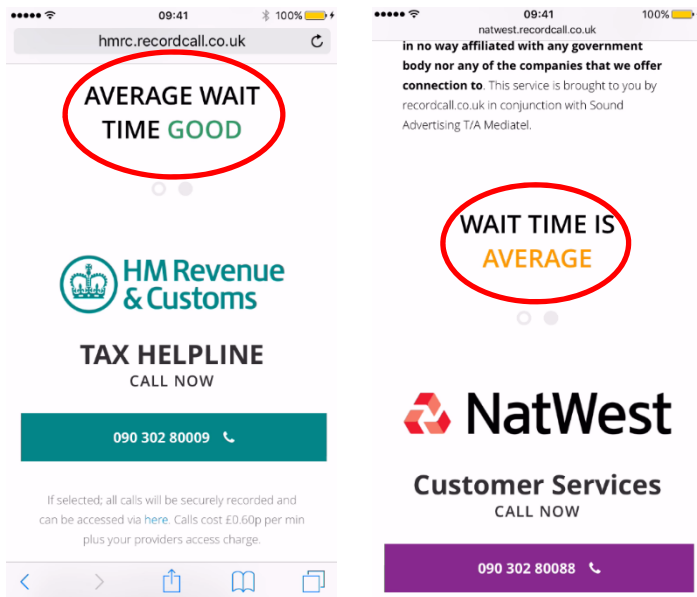 09:41
100%
hmrc.recordcall.co.uk
AVERAGE WAIT
TIME GOOD
HM Revenue
& Customs
TAX HELPLINE
CALL NOW
090 302 80009
If selected; all calls will be securely recorded and
can be accessed via here. Calls cost £0.60p per min
plus your providers access charge.
09:41
100%
natwest.recordcall.co.uk
in no way affiliated with any government
body nor any of the companies that we offer
connection to. This service is brought to you by
recordcall.co.uk in conjunction with Sound
Advertising T/A Mediatel.
WAIT TIME IS
AVERAGE
NatWest
Customer Services
CALL NOW
090 302 80088